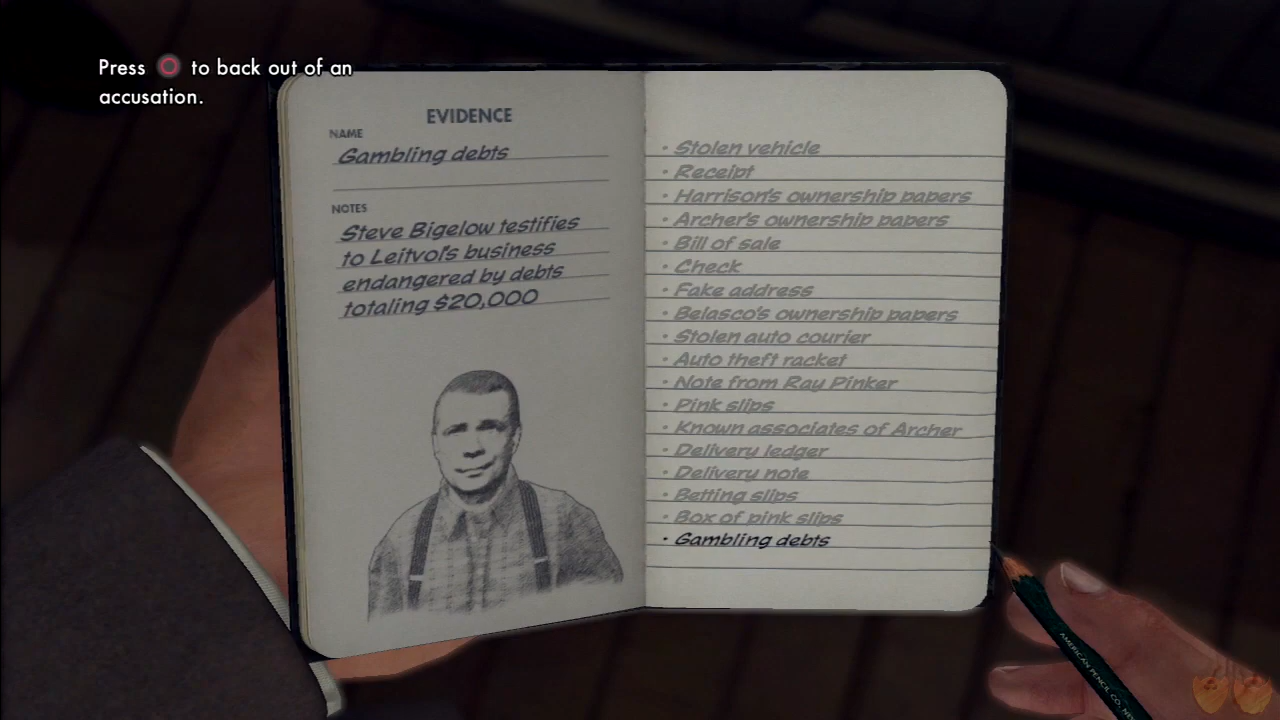 Press to back out of an
accusation.
EVIDENCE
NAME
Gambling debts
NOTES
Steve Bigelow testifies
to Leitvol's business
endangered by debts
totaling $20,000
• Stolen vehicle
• Receipt
• Harrison's ownership papers
• Archer's ownership papers
• Bill of sale
• Check
• Fake address
• Belasco's ownership papers
• Stolen auto courier
• Auto theft racket
• Note from Ray Pinker
• Pink slips
• Known associates of Archer
• Delivery ledger
• Delivery note
• Betting slips
• Box of pink slips
• Gambling debts
AMERICAN PENCIL CO. N.Y.